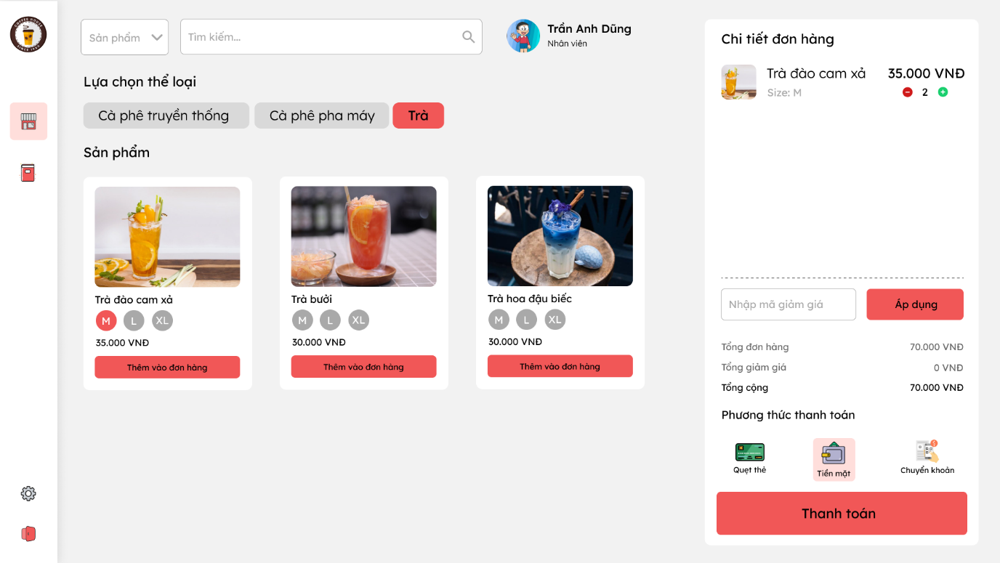 COFFEE HOUSE
SINCE 1990
Sản phẩm
Tìm kiếm...
Trần Anh Dũng
Nhân viên
Lựa chọn thể loại
Cà phê truyền thống
Cà phê pha máy
Trà
Sản phẩm
Trà đào cam xả
M
L
XL
35.000 VNĐ
Thêm vào đơn hàng
Trà bưởi
M
L
XL
30.000 VNĐ
Thêm vào đơn hàng
Trà hoa đậu biếc
M
L
XL
30.000 VNĐ
Thêm vào đơn hàng
Chi tiết đơn hàng
Trà đào cam xả
35.000 VNĐ
Size: M
2
Nhập mã giảm giá
Áp dụng
Tổng đơn hàng
70.000 VNĐ
Tổng giảm giá
0 VNĐ
Tổng cộng
70.000 VNĐ
Phương thức thanh toán
Quẹt thẻ
Tiền mặt
Chuyển khoản
Thanh toán